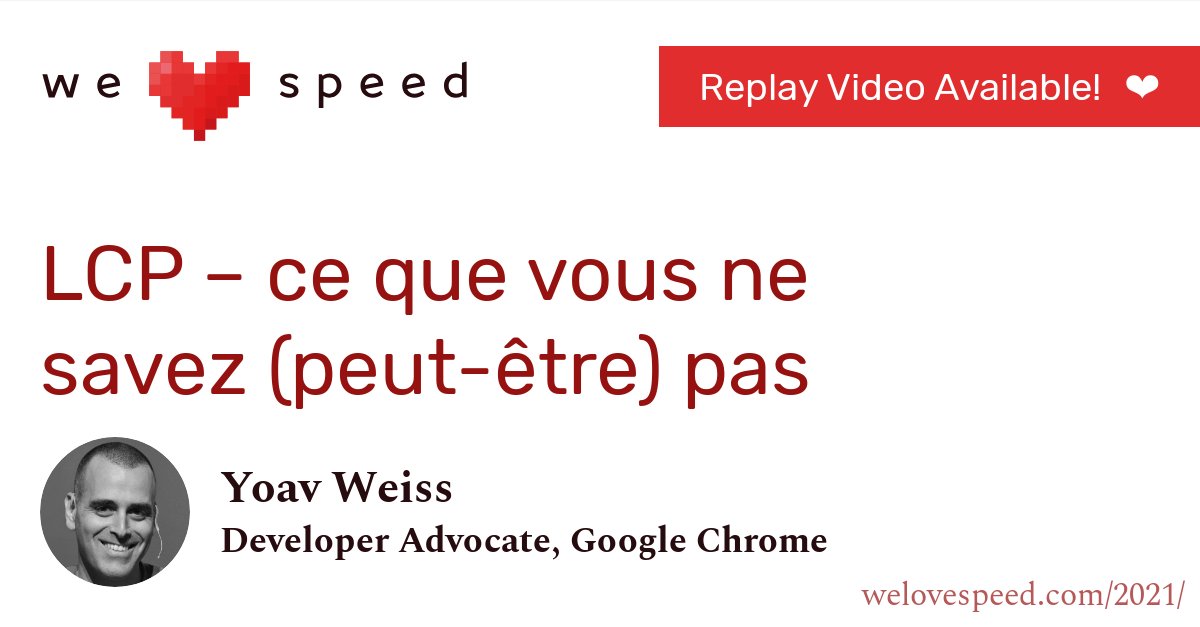 we speed
Replay Video Available!
LCP – ce que vous ne
savez (peut-être) pas
Yoav Weiss
Developer Advocate, Google Chrome
welovespeed.com/2021/